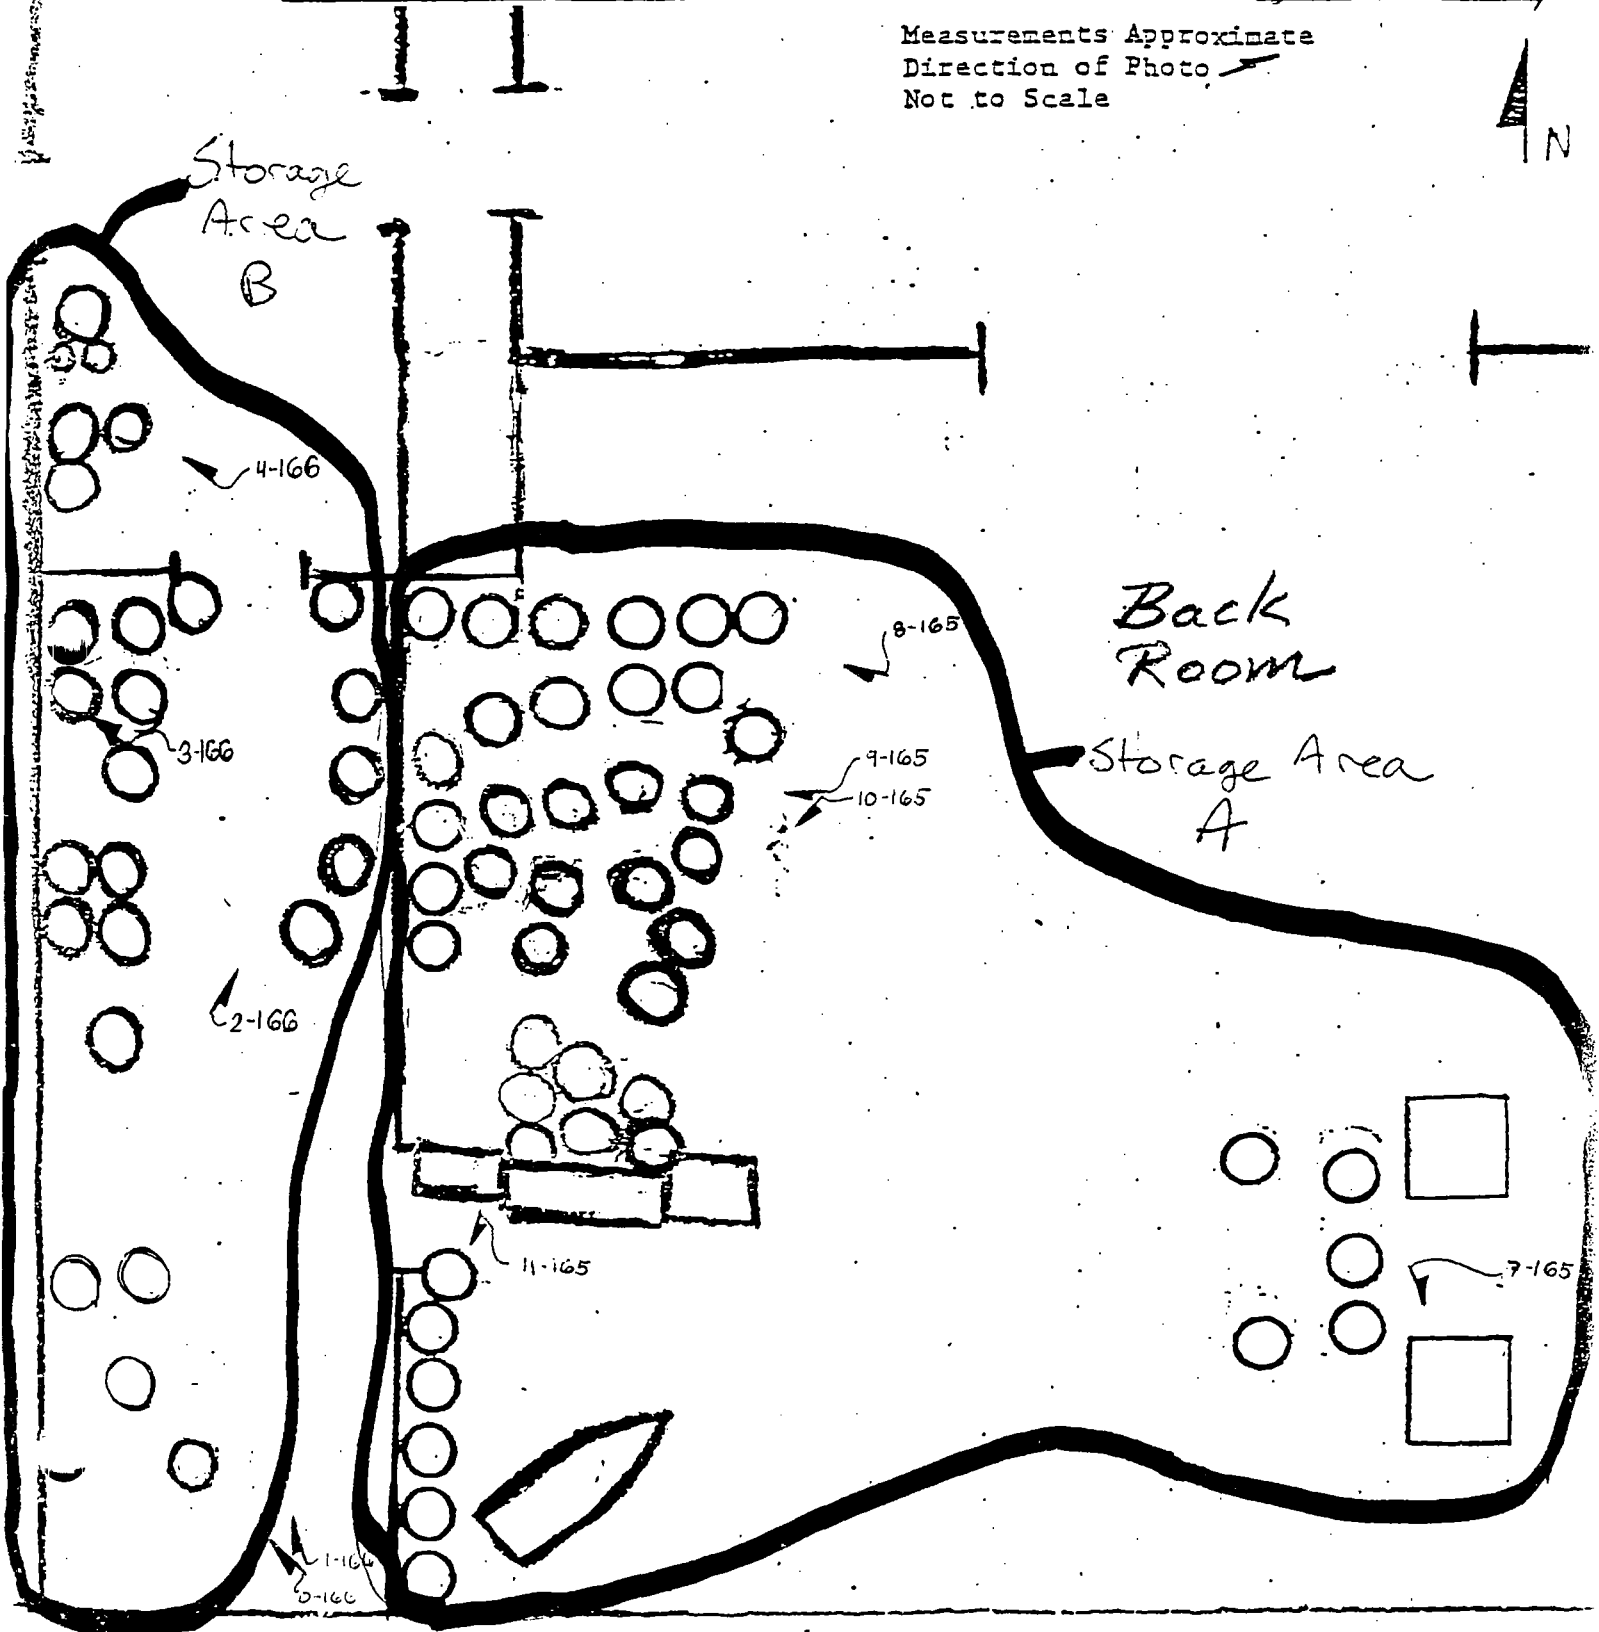 Measurements Approximate
Direction of Photo
Not to Scale
N
Storage
Area
B
4-166
Back
Room
8-165
3-166
9-165
10-165
Storage Area
A
2-166
11-165
7-165
1-166
0-166